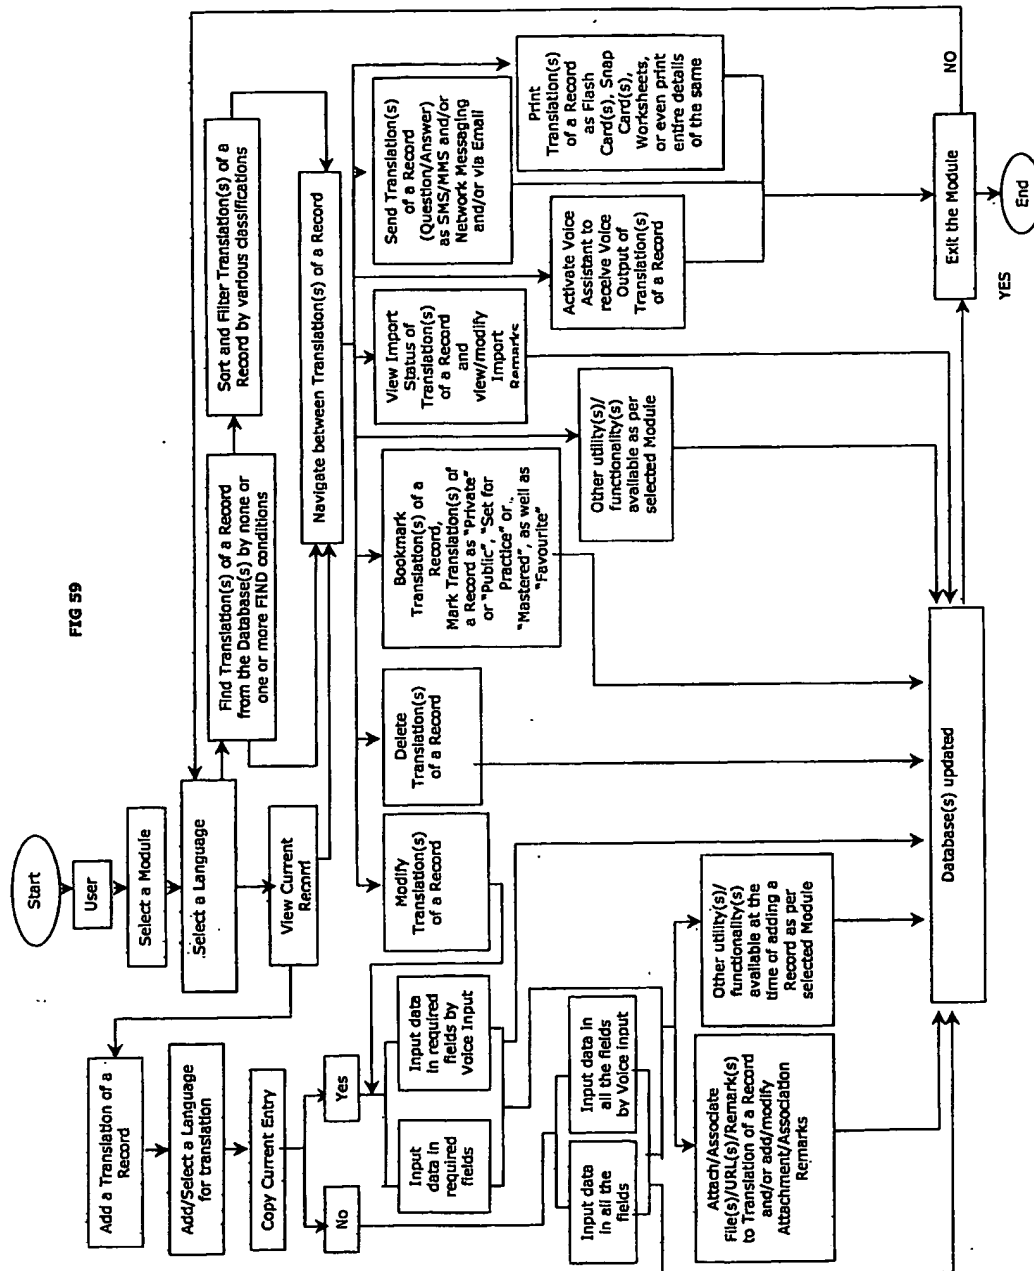 FIG 59
Start
User
Select a Module
Select a Language
View Current
Record
Find Translation(s) of a Record
from the Database(s) by none or
one or more FIND conditions
Sort and Filter Translation(s) of a
Record by various classifications
Navigate between Translation(s) of a Record
Add a Translation of a
Record
Add/Select a Language
for translation
Copy Current Entry
No
Yes
Input
data in
required
fields
Input data
in required
fields by
Voice Input
Modify
Translation(s)
of a Record
Delete
Translation(s)
of a Record
Bookmark
Translation(s) of a
Record,
Mark Translation(s) of
a Record as "Private"
or "Public", "Set for
Practice" or
"Mastered", as well as
"Favourite"
View Import
Status of
Translation(s)
of a Record
and
view/modify
Import
Remarks
Send Translation(s)
of a Record
(Question/Answer)
as SMS/MMS and/or
Network Messaging
and/or via Email
Input data
in all the
fields
Input data in
all the fields
by Voice input
Other utility(s)/
functionality(s)
available as per
selected Module
Activate Voice
Assistant to
receive Voice
Output of
Translation(s)
of a Record
Print
Translation(s)
of a Record
as Flash
Card(s), Snap
Card(s),
Worksheets,
or even print
entire details
of the same
Attach/Associate
File(s)/URL(s)/Remark(s)
to Translation of a Record
and/or add/modify
Attachment/Association
Remarks
Other utility(s)/
functionality(s)
available at the
time of adding a
Record as per
selected Module
Database(s) updated
Exit the Module
NO
YES
End